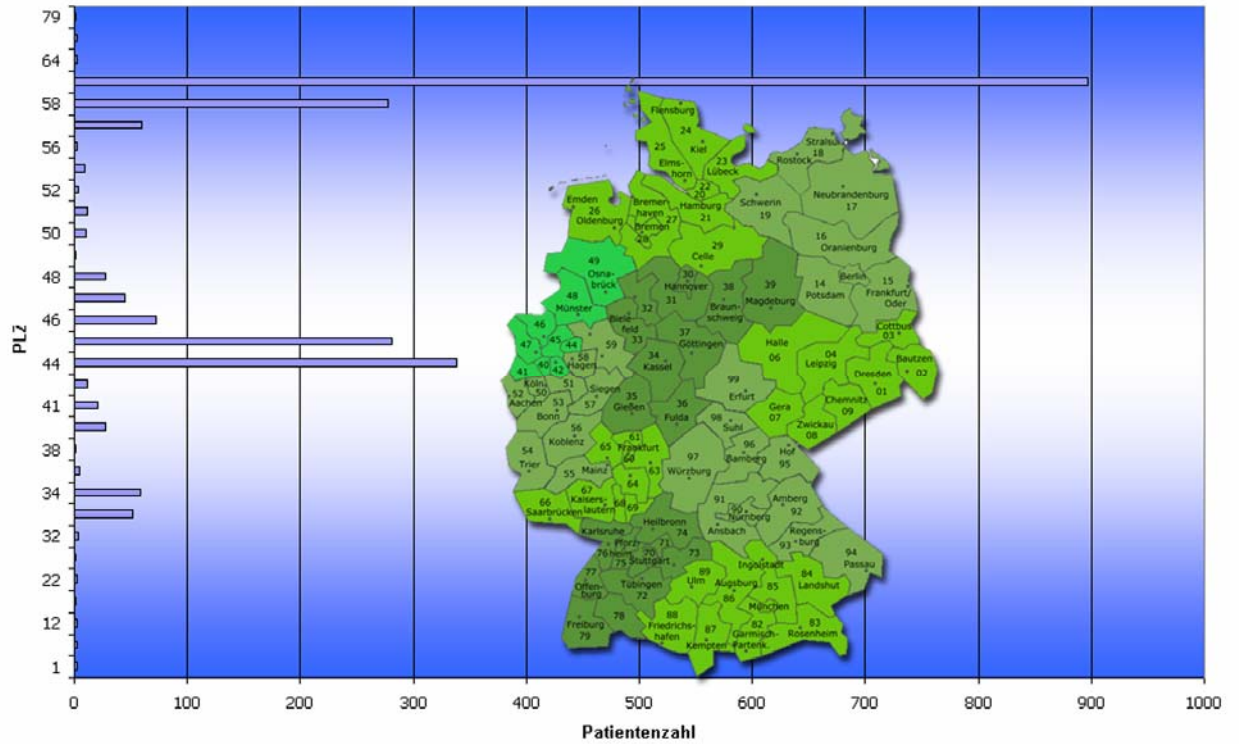 79
64
58
56
52
50
48
46
44
41
38
34
32
22
12
1
PLZ
0 100 200 300 400 500 600 700 800 900 1000
Patientenzahl
Flensburg
24
Kiel
25
Elms-
horn
23
Lübeck
22
20
Hamburg
21
Rostock
18
Neubrandenburg
17
Schwerin
19
16
Oranienburg
Emden
26
Oldenburg
Bremer-
haven
27
Bremen
28
29
Celle
49
Osna-
brück
48
Münster
30
Hannover
31
38
Braun-
schweig
39
Magdeburg
14
Potsdam
Berlin
15
Frankfurt/
Oder
46
47
45
44
41
40
42
Biele
feld
32
33
59
58
Hagen
37
Göttingen
34
Kassel
Halle
06
04
Leipzig
Cottbus
03
Bautzen
02
Dresden
01
Chemnitz
09
Gera
07
Zwickau
08
99
Erfurt
98
Suhl
Köln
50
51
52
Aachen
53
Bonn
Siegen
57
35
Gießen
36
Fulda
56
Koblenz
54
Trier
55
Mainz
65
61
Frankfurt
60
63
64
97
Würzburg
96
Bamberg
Hof
95
66
Saarbrücken
67
Kaisers-
lautern
68
69
91
Ansbach
90
Nürnberg
Amberg
92
Regens-
burg
93
94
Passau
Karlsruhe
76
Pforz-
heim
75
Heilbronn
74
71
70
Stuttgart
73
77
Offen-
burg
Tübingen
72
78
Freiburg
79
89
Ulm
Augsburg
86
Ingolstadt
85
84
Landshut
München
88
Friedrichs-
hafen
87
Kempten
82
Garmisch-
Partenk.
83
Rosenheim